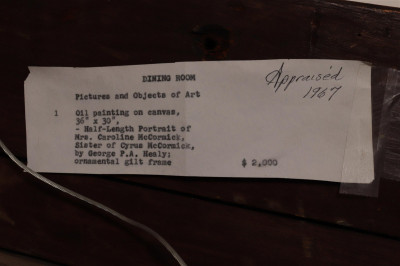 DINING ROOM
Appraised
1967
Pictures and Objects of Art
1 Oil painting on canvas,
36" x 30",
- Half-Length Portrait of
Mrs. Caroline McCormick,
Sister of Cyrus McCormick,
by George P.A. Healy;
ornamental gilt frame $ 2,000